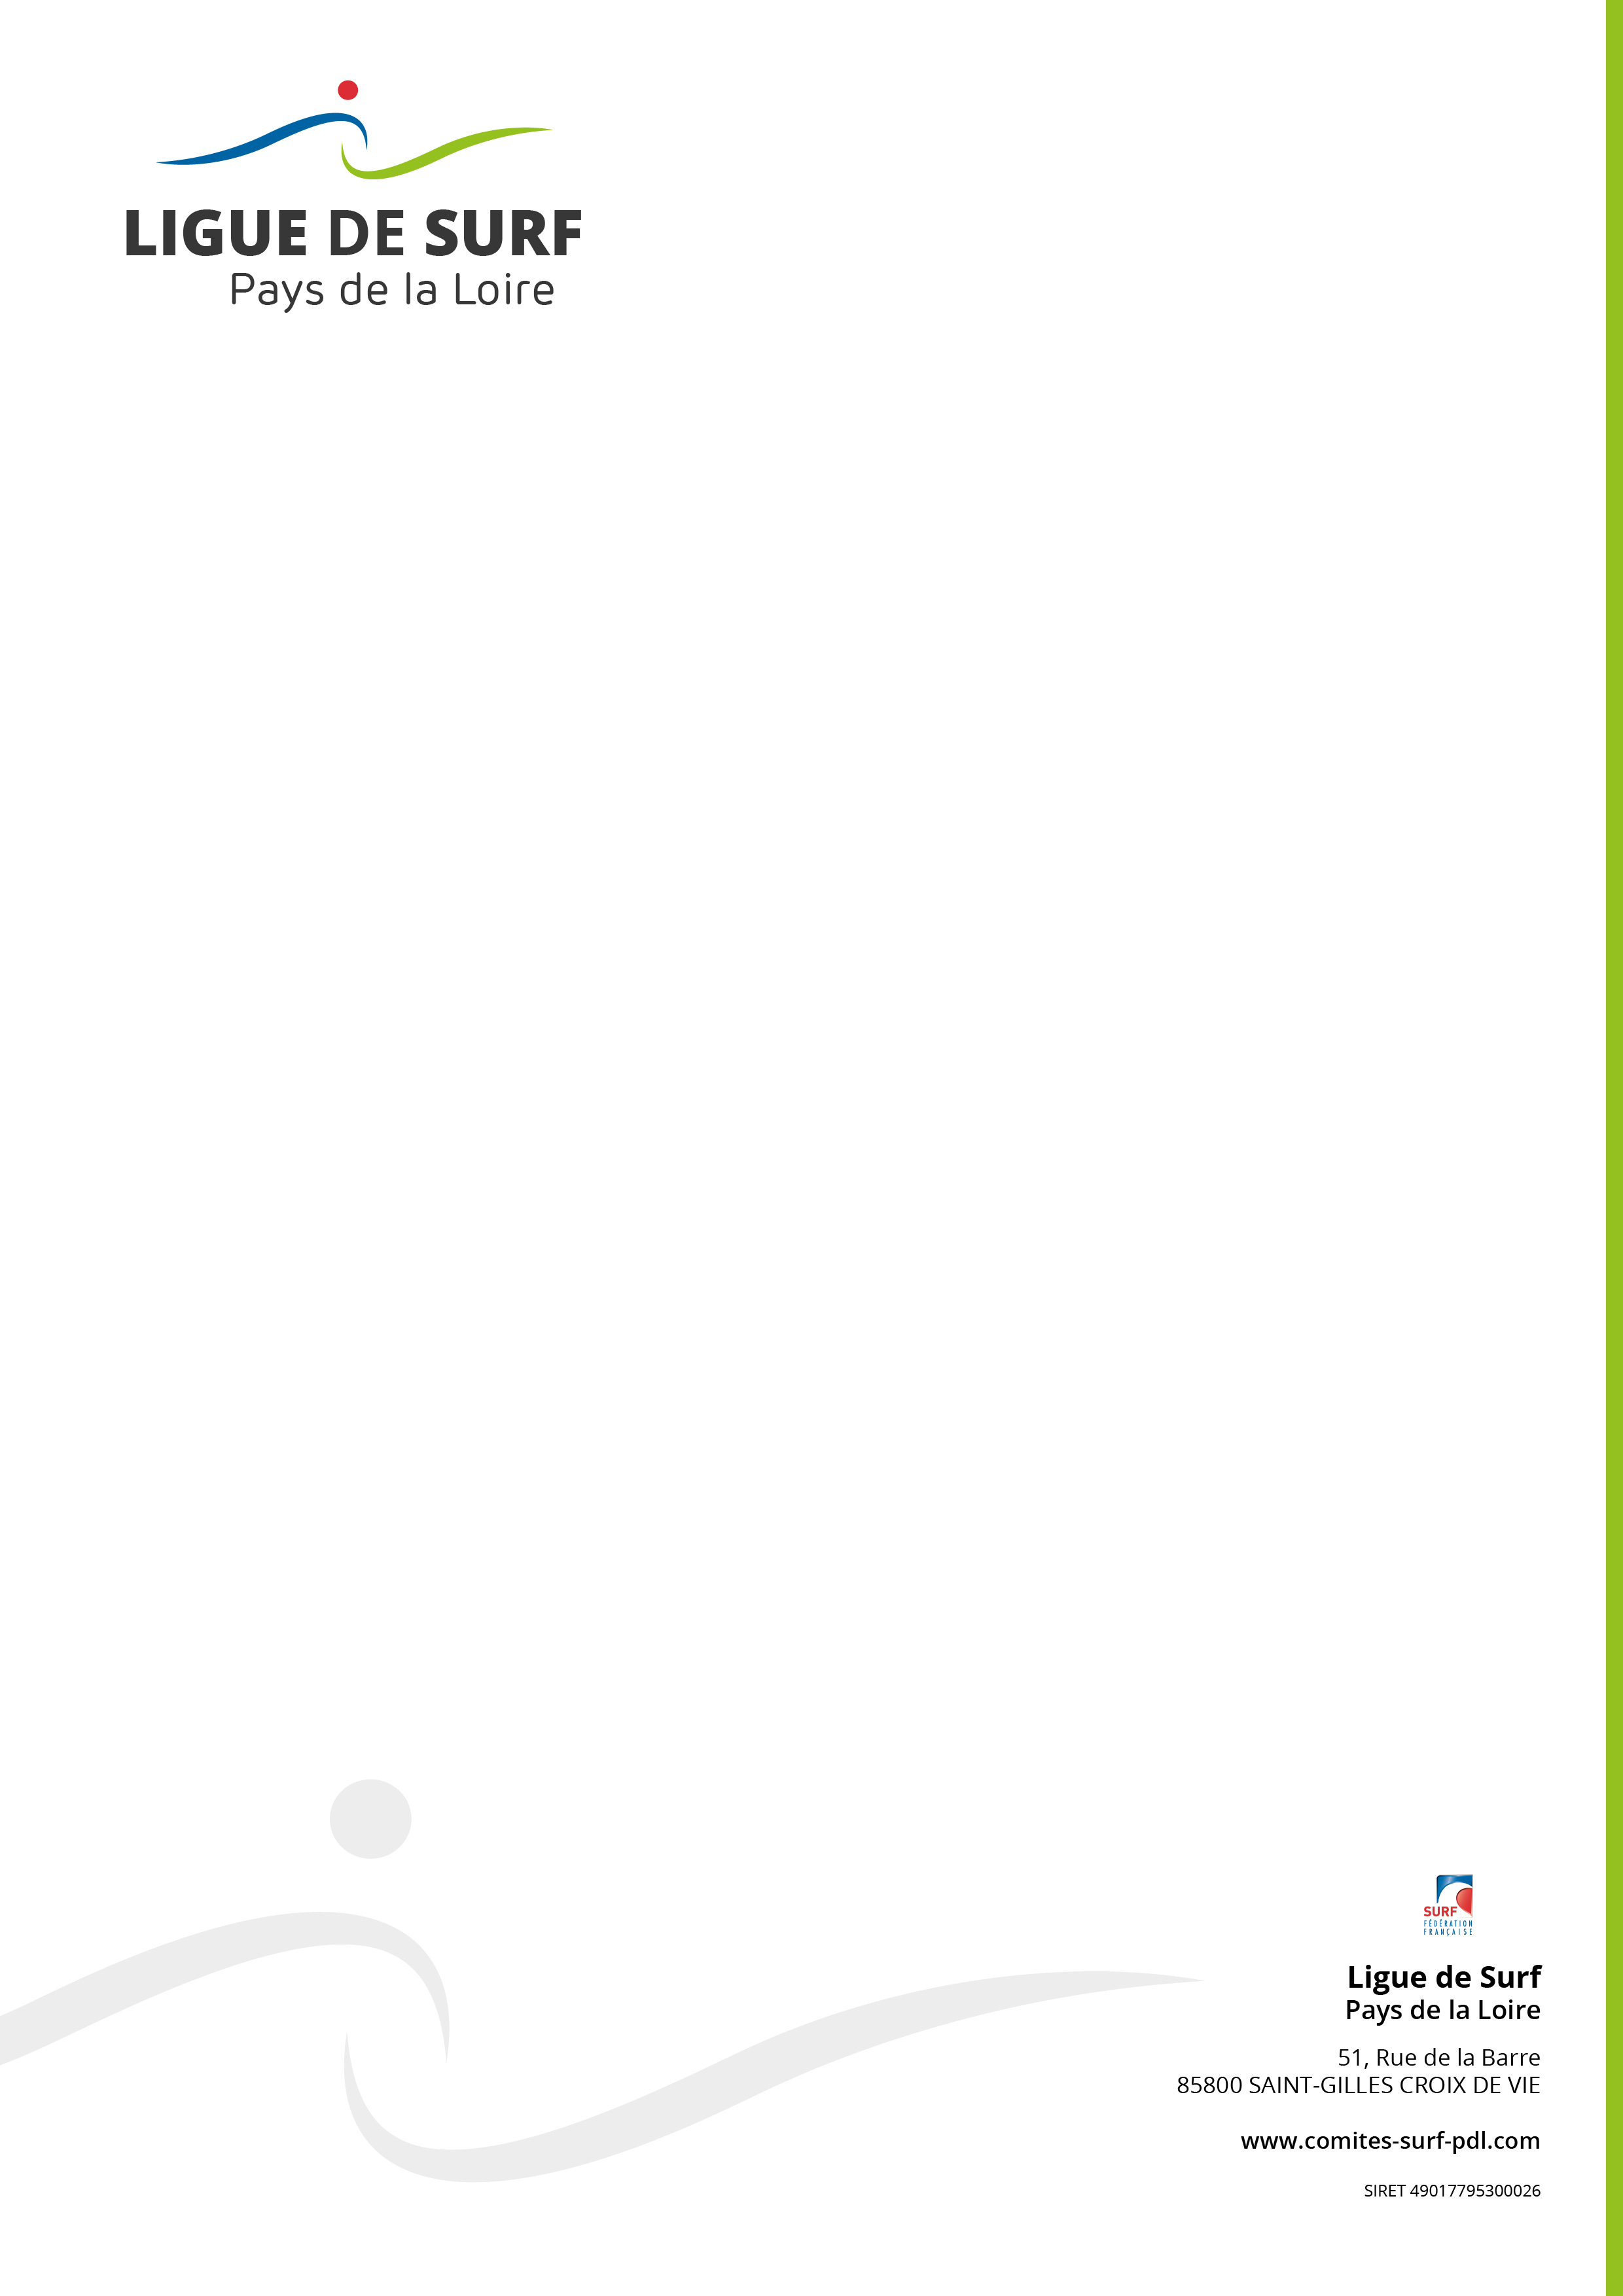 LIGUE DE SURF
Pays de la Loire
SURF
FÉDÉRATION
FRANÇAISE
Ligue de Surf
Pays de la Loire
51, Rue de la Barre
85800 SAINT-GILLES CROIX DE VIE
www.comites-surf-pdl.com
SIRET 49017795300026